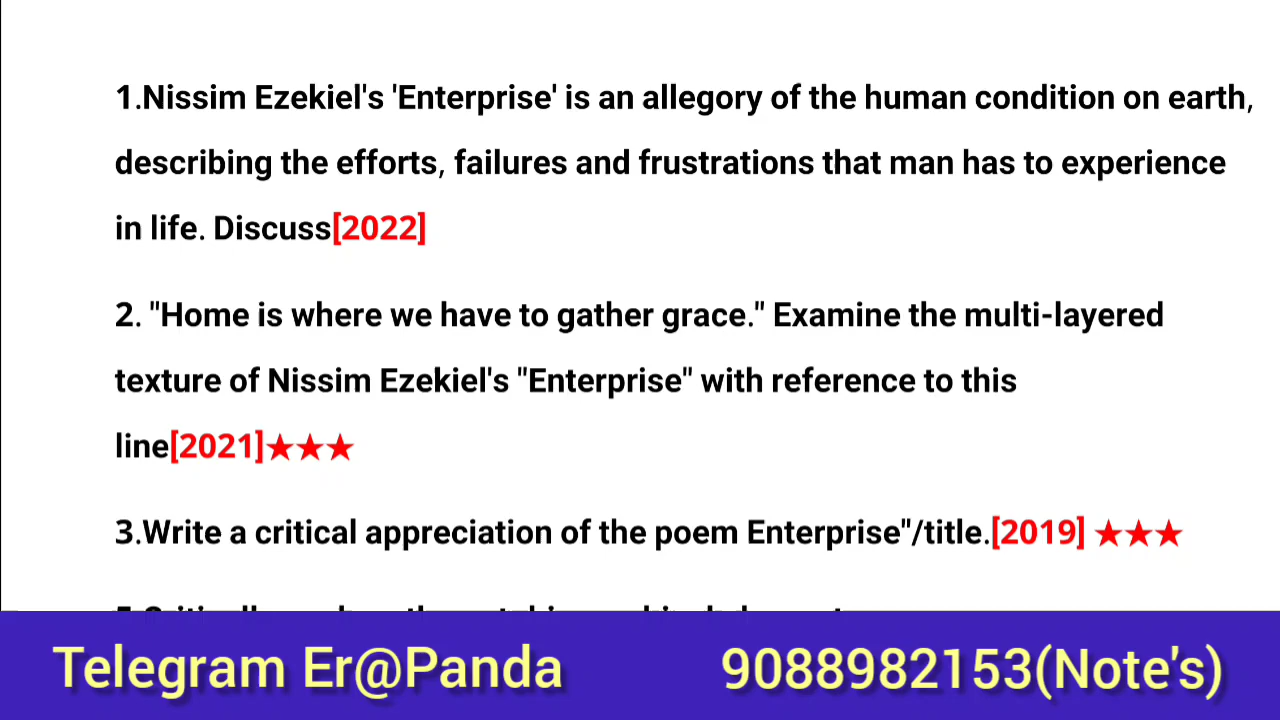 1.Nissim Ezekiel's 'Enterprise' is an allegory of the human condition on earth,
describing the efforts, failures and frustrations that man has to experience
in life. Discuss[2022]
2. "Home is where we have to gather grace." Examine the multi-layered
texture of Nissim Ezekiel's "Enterprise" with reference to this
line[2021]★★★
3.Write a critical appreciation of the poem Enterprise"/title.[2019] ★★★
Telegram Er@Panda 9088982153(Note's)